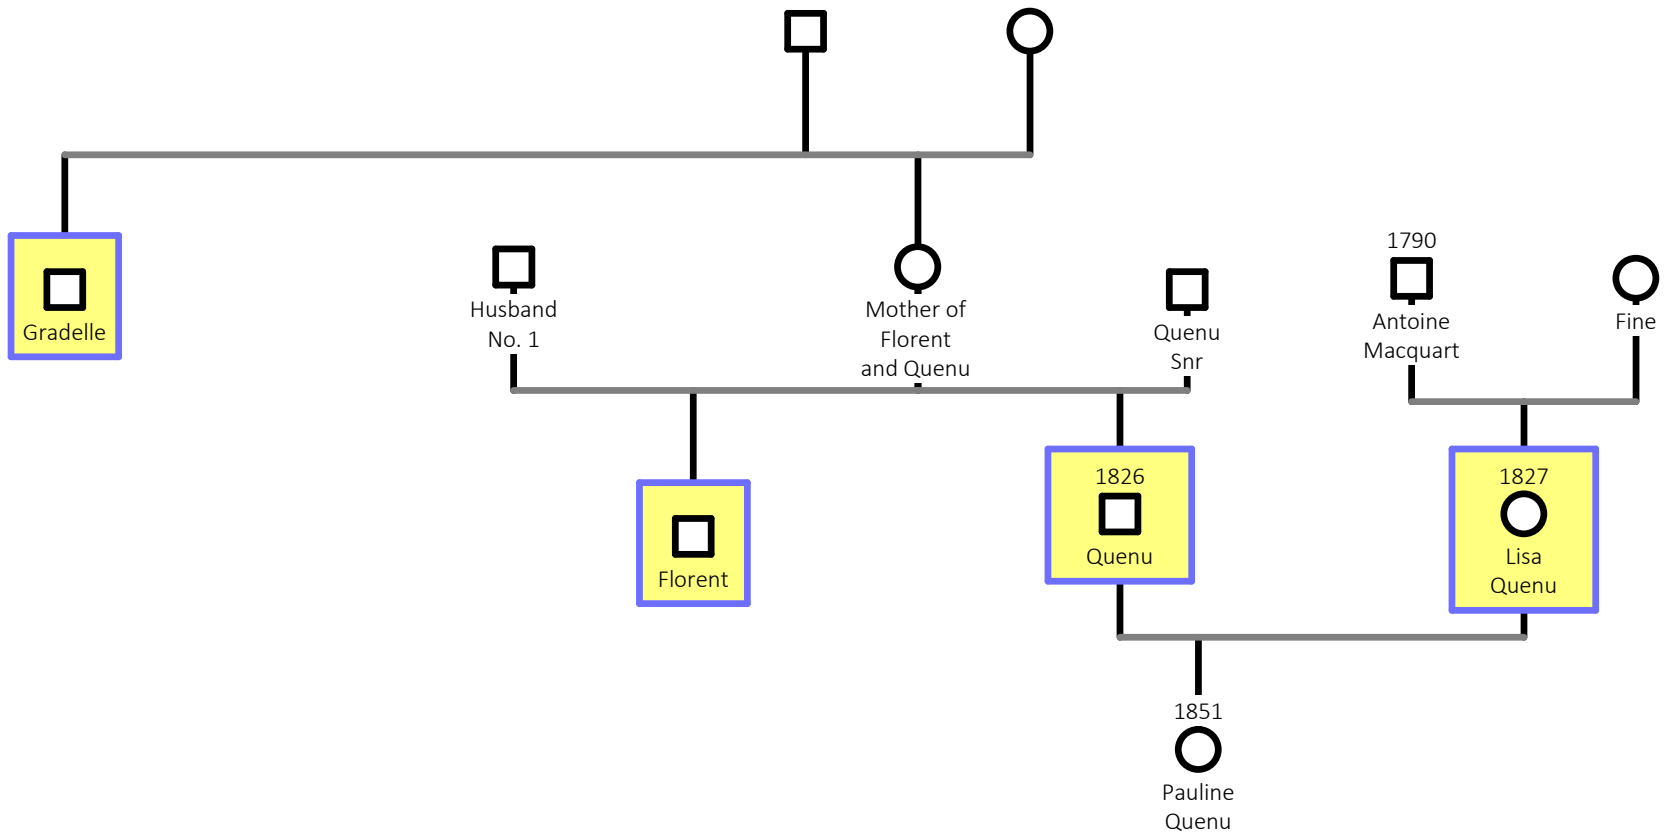 1790
Gradelle
Husband
No. 1
Mother of
Florent
and Quenu
Quenu
Snr
Antoine
Macquart
Fine
Florent
1826
Quenu
1827
Lisa
Quenu
1851
Pauline
Quenu